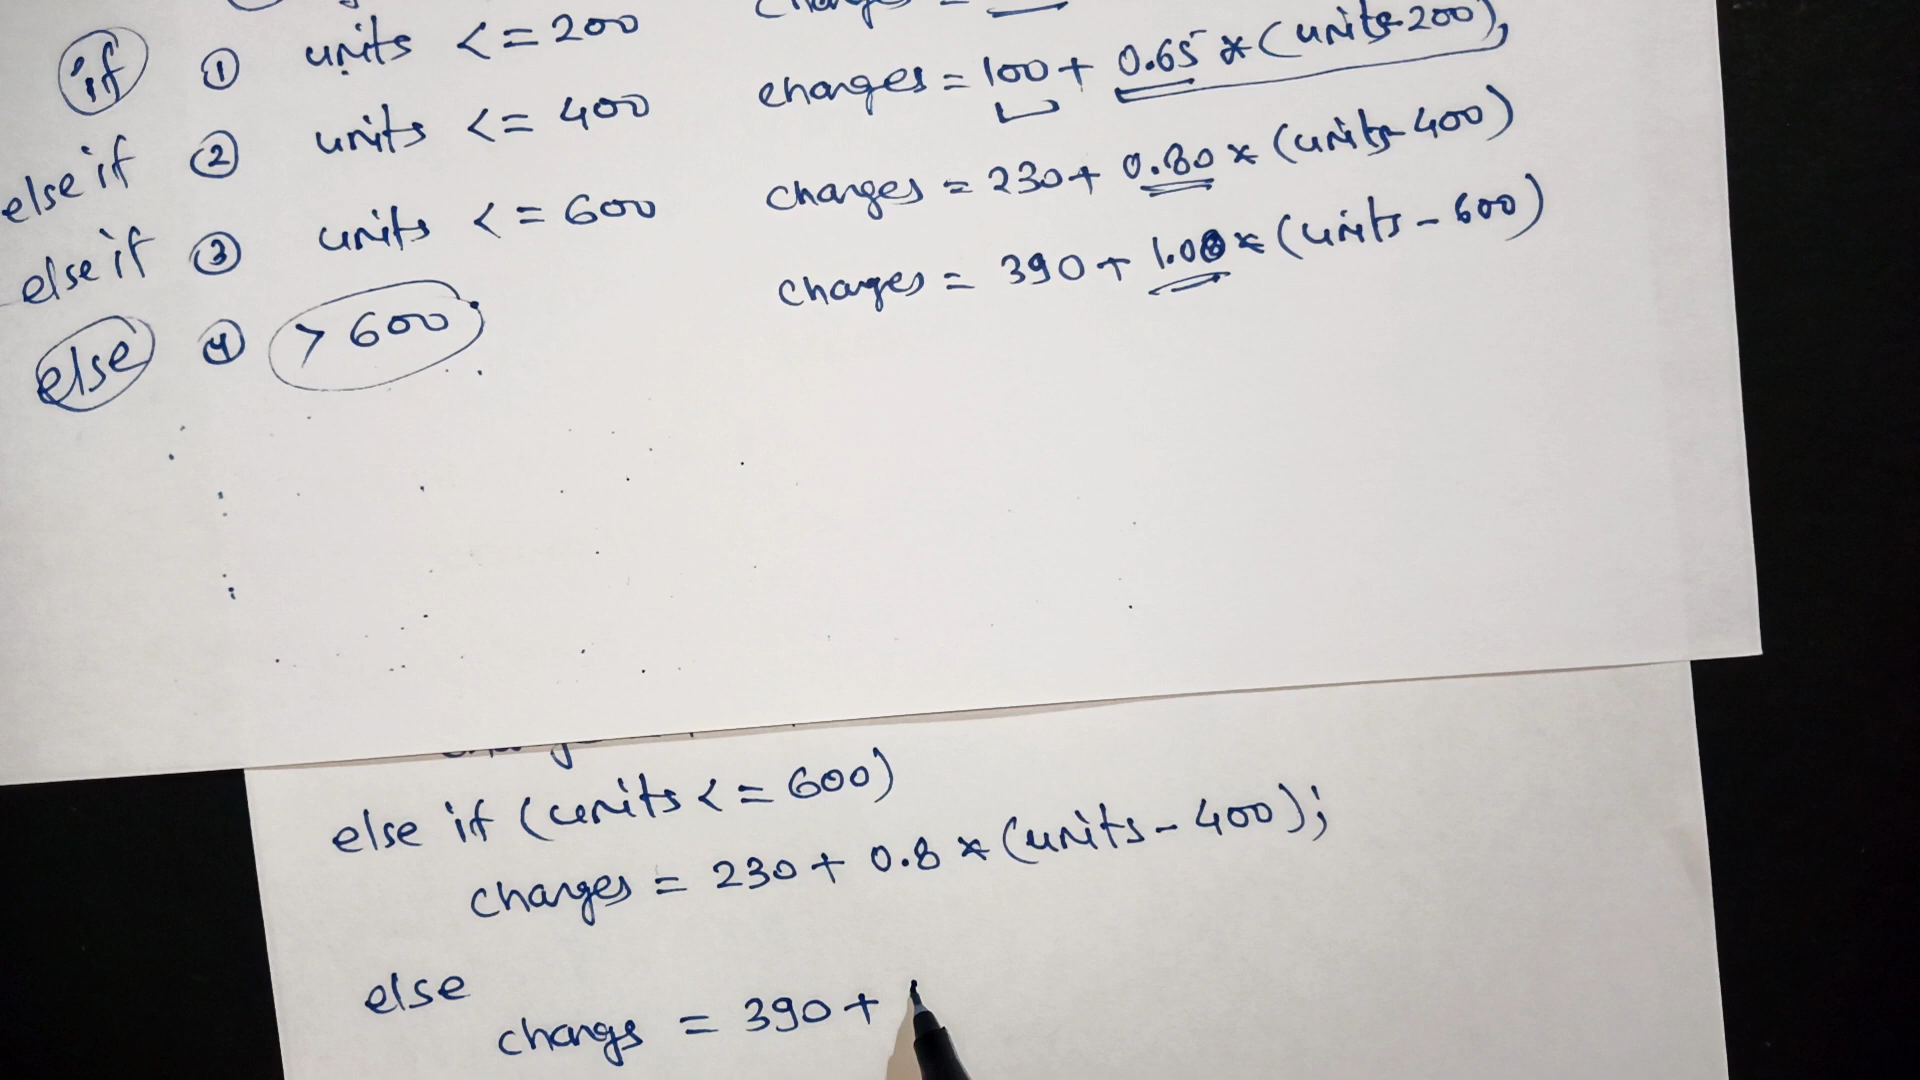 if ① units <= 200 charges =
else if ② units <= 400 charges = 100 + 0.65 * (units-200),
else if ③ units <= 600 charges = 230 + 0.80 * (units-400)
else ④ > 600 charges = 390 + 1.00 * (units - 600)
else if (units <= 600)
charges = 230 + 0.8 * (units - 400);
else
chargs = 390 +